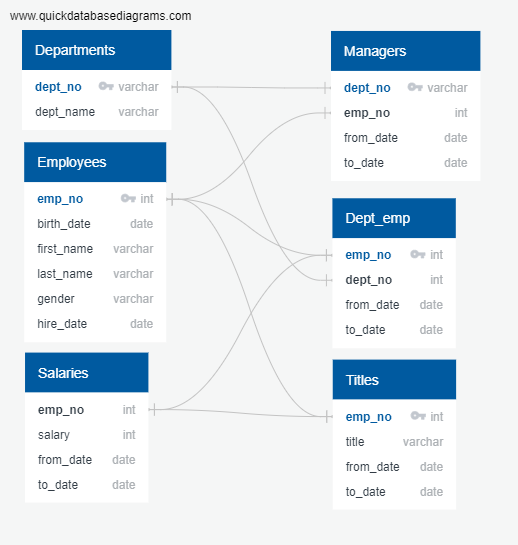 www.quickdatabasediagrams.com
Departments
dept_no varchar
dept_name varchar
Employees
emp_no int
birth_date date
first_name varchar
last_name varchar
gender varchar
hire_date date
Salaries
emp_no int
salary int
from_date date
to_date date
Managers
dept_no varchar
emp_no int
from_date date
to_date date
Dept_emp
emp_no int
dept_no int
from_date date
to_date date
Titles
emp_no int
title varchar
from_date date
to_date date